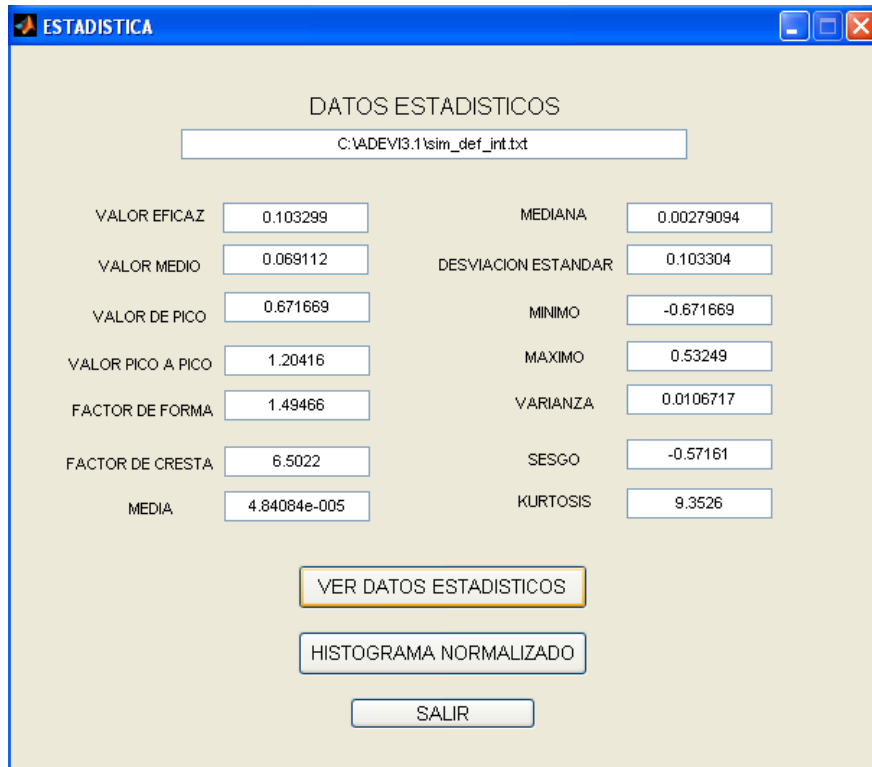 ESTADISTICA
DATOS ESTADISTICOS
C:\ADEVI3.1\sim_def_int.txt
VALOR EFICAZ 0.103299 MEDIANA 0.00279094
VALOR MEDIO 0.069112 DESVIACION ESTANDAR 0.103304
VALOR DE PICO 0.671669 MINIMO -0.671669
VALOR PICO A PICO 1.20416 MAXIMO 0.53249
FACTOR DE FORMA 1.49466 VARIANZA 0.0106717
FACTOR DE CRESTA 6.5022 SESGO -0.57161
MEDIA 4.84084e-005 KURTOSIS 9.3526
VER DATOS ESTADISTICOS
HISTOGRAMA NORMALIZADO
SALIR